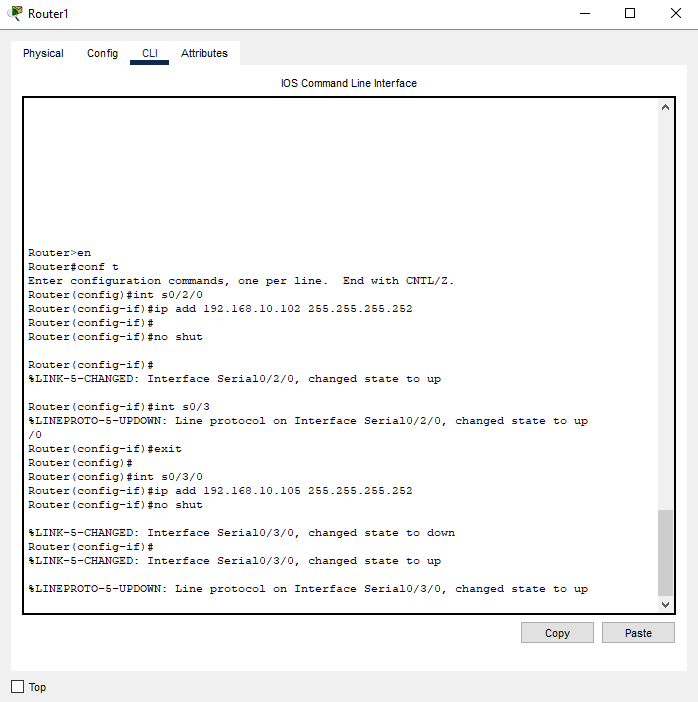 Router1
Physical Config CLI Attributes
IOS Command Line Interface
Router>en
Router#conf t
Enter configuration commands, one per line.  End with CNTL/Z.
Router(config)#int s0/2/0
Router(config-if)#ip add 192.168.10.102 255.255.255.252
Router(config-if)#
Router(config-if)#no shut
Router(config-if)#
%LINK-5-CHANGED: Interface Serial0/2/0, changed state to up
Router(config-if)#int s0/3
%LINEPROTO-5-UPDOWN: Line protocol on Interface Serial0/2/0, changed state to up
/0
Router(config-if)#exit
Router(config)#
Router(config)#int s0/3/0
Router(config-if)#ip add 192.168.10.105 255.255.255.252
Router(config-if)#no shut
%LINK-5-CHANGED: Interface Serial0/3/0, changed state to down
Router(config-if)#
%LINK-5-CHANGED: Interface Serial0/3/0, changed state to up
%LINEPROTO-5-UPDOWN: Line protocol on Interface Serial0/3/0, changed state to up
Copy Paste
Top